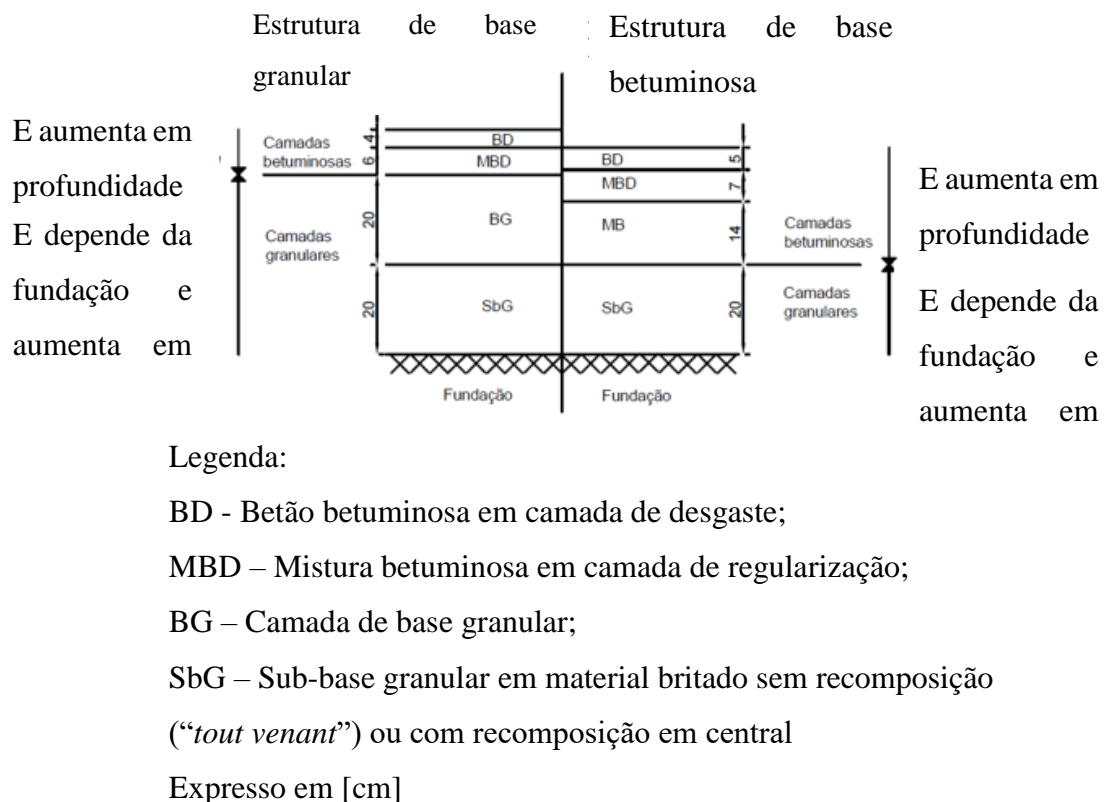 Estrutura de base
granular
Estrutura de base
betuminosa
E aumenta em
profundidade
E depende da
fundação e
aumenta em
Camadas
betuminosas
Camadas
granulares
4
6
20
20
BD
MBD
BG
SbG
Fundação
BD
MBD
MB
SbG
Fundação
5
7
14
20
Camadas
betuminosas
Camadas
granulares
E aumenta em
profundidade
E depende da
fundação e
aumenta em
Legenda:
BD - Betão betuminosa em camada de desgaste;
MBD – Mistura betuminosa em camada de regularização;
BG – Camada de base granular;
SbG – Sub-base granular em material britado sem recomposição
(“tout venant”) ou com recomposição em central
Expresso em [cm]